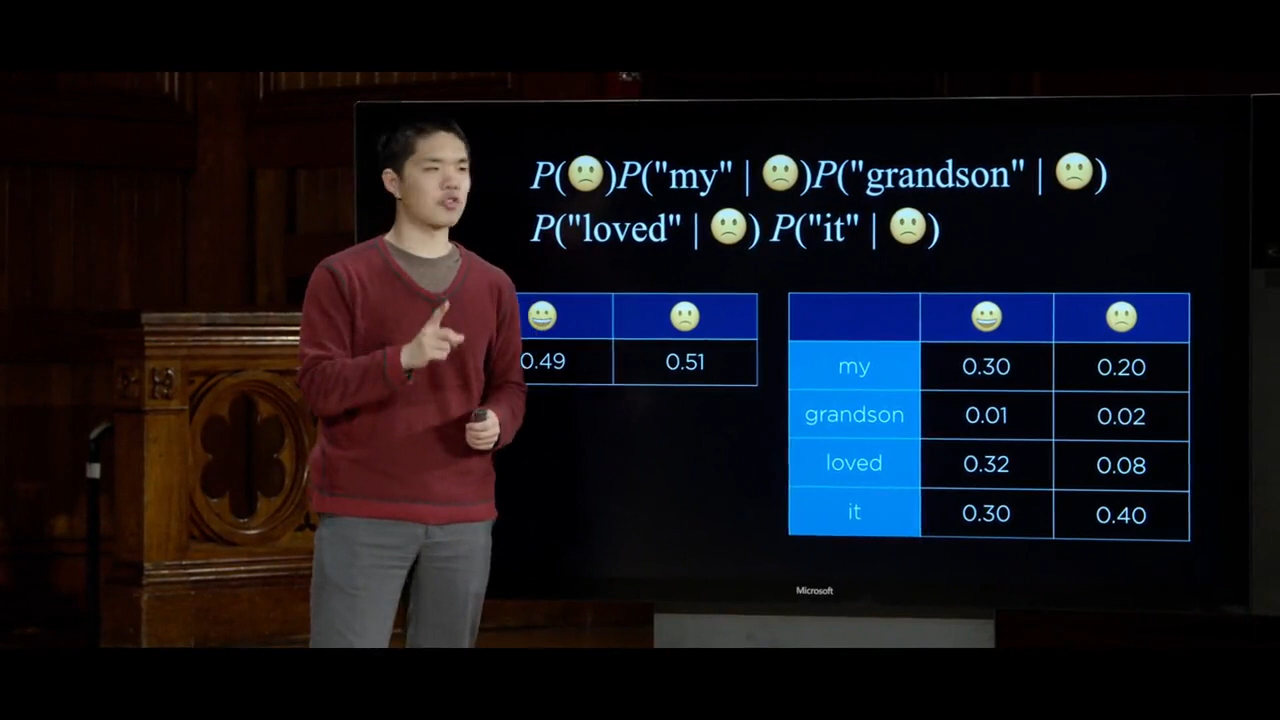 P(🙁)P("my" | 🙁)P("grandson" | 🙁)
P("loved" | 🙁) P("it" | 🙁)
😀 🙁
0.49 0.51
😀 🙁
my 0.30 0.20
grandson 0.01 0.02
loved 0.32 0.08
it 0.30 0.40
Microsoft